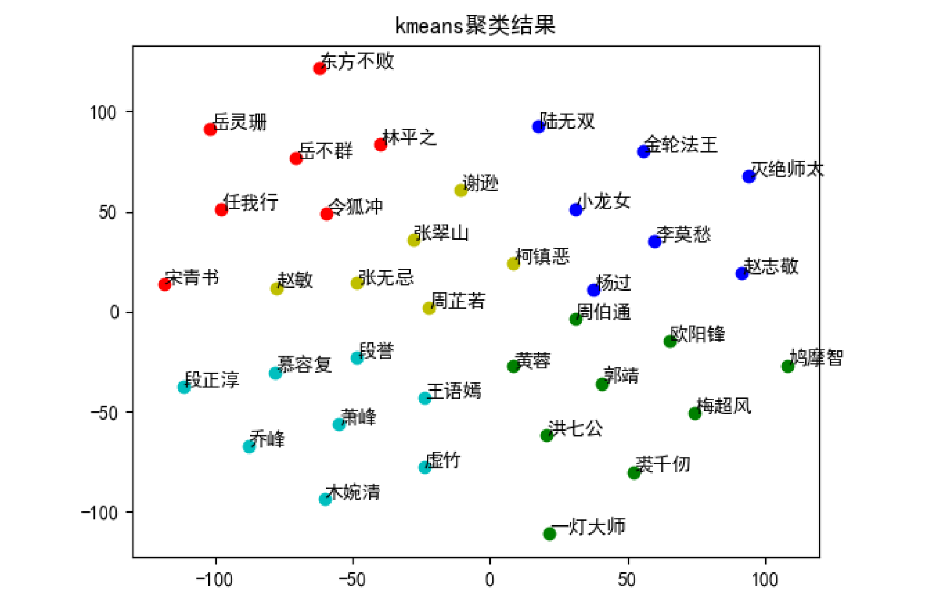 kmeans聚类结果
东方不败
100
岳灵珊
陆无双
林平之
金轮法王
岳不群
灭绝师太
谢逊
50
任我行
令狐冲
小龙女
张翠山
李莫愁
柯镇恶
赵志敬
宋青书
赵敏
张无忌
杨过
周芷若
周伯通
0
欧阳锋
段誉
黄蓉
鸠摩智
慕容复
段正淳
郭靖
王语嫣
-50
萧峰
梅超风
乔峰
洪七公
虚竹
裘千仞
木婉清
-100
一灯大师
-100
-50
0
50
100